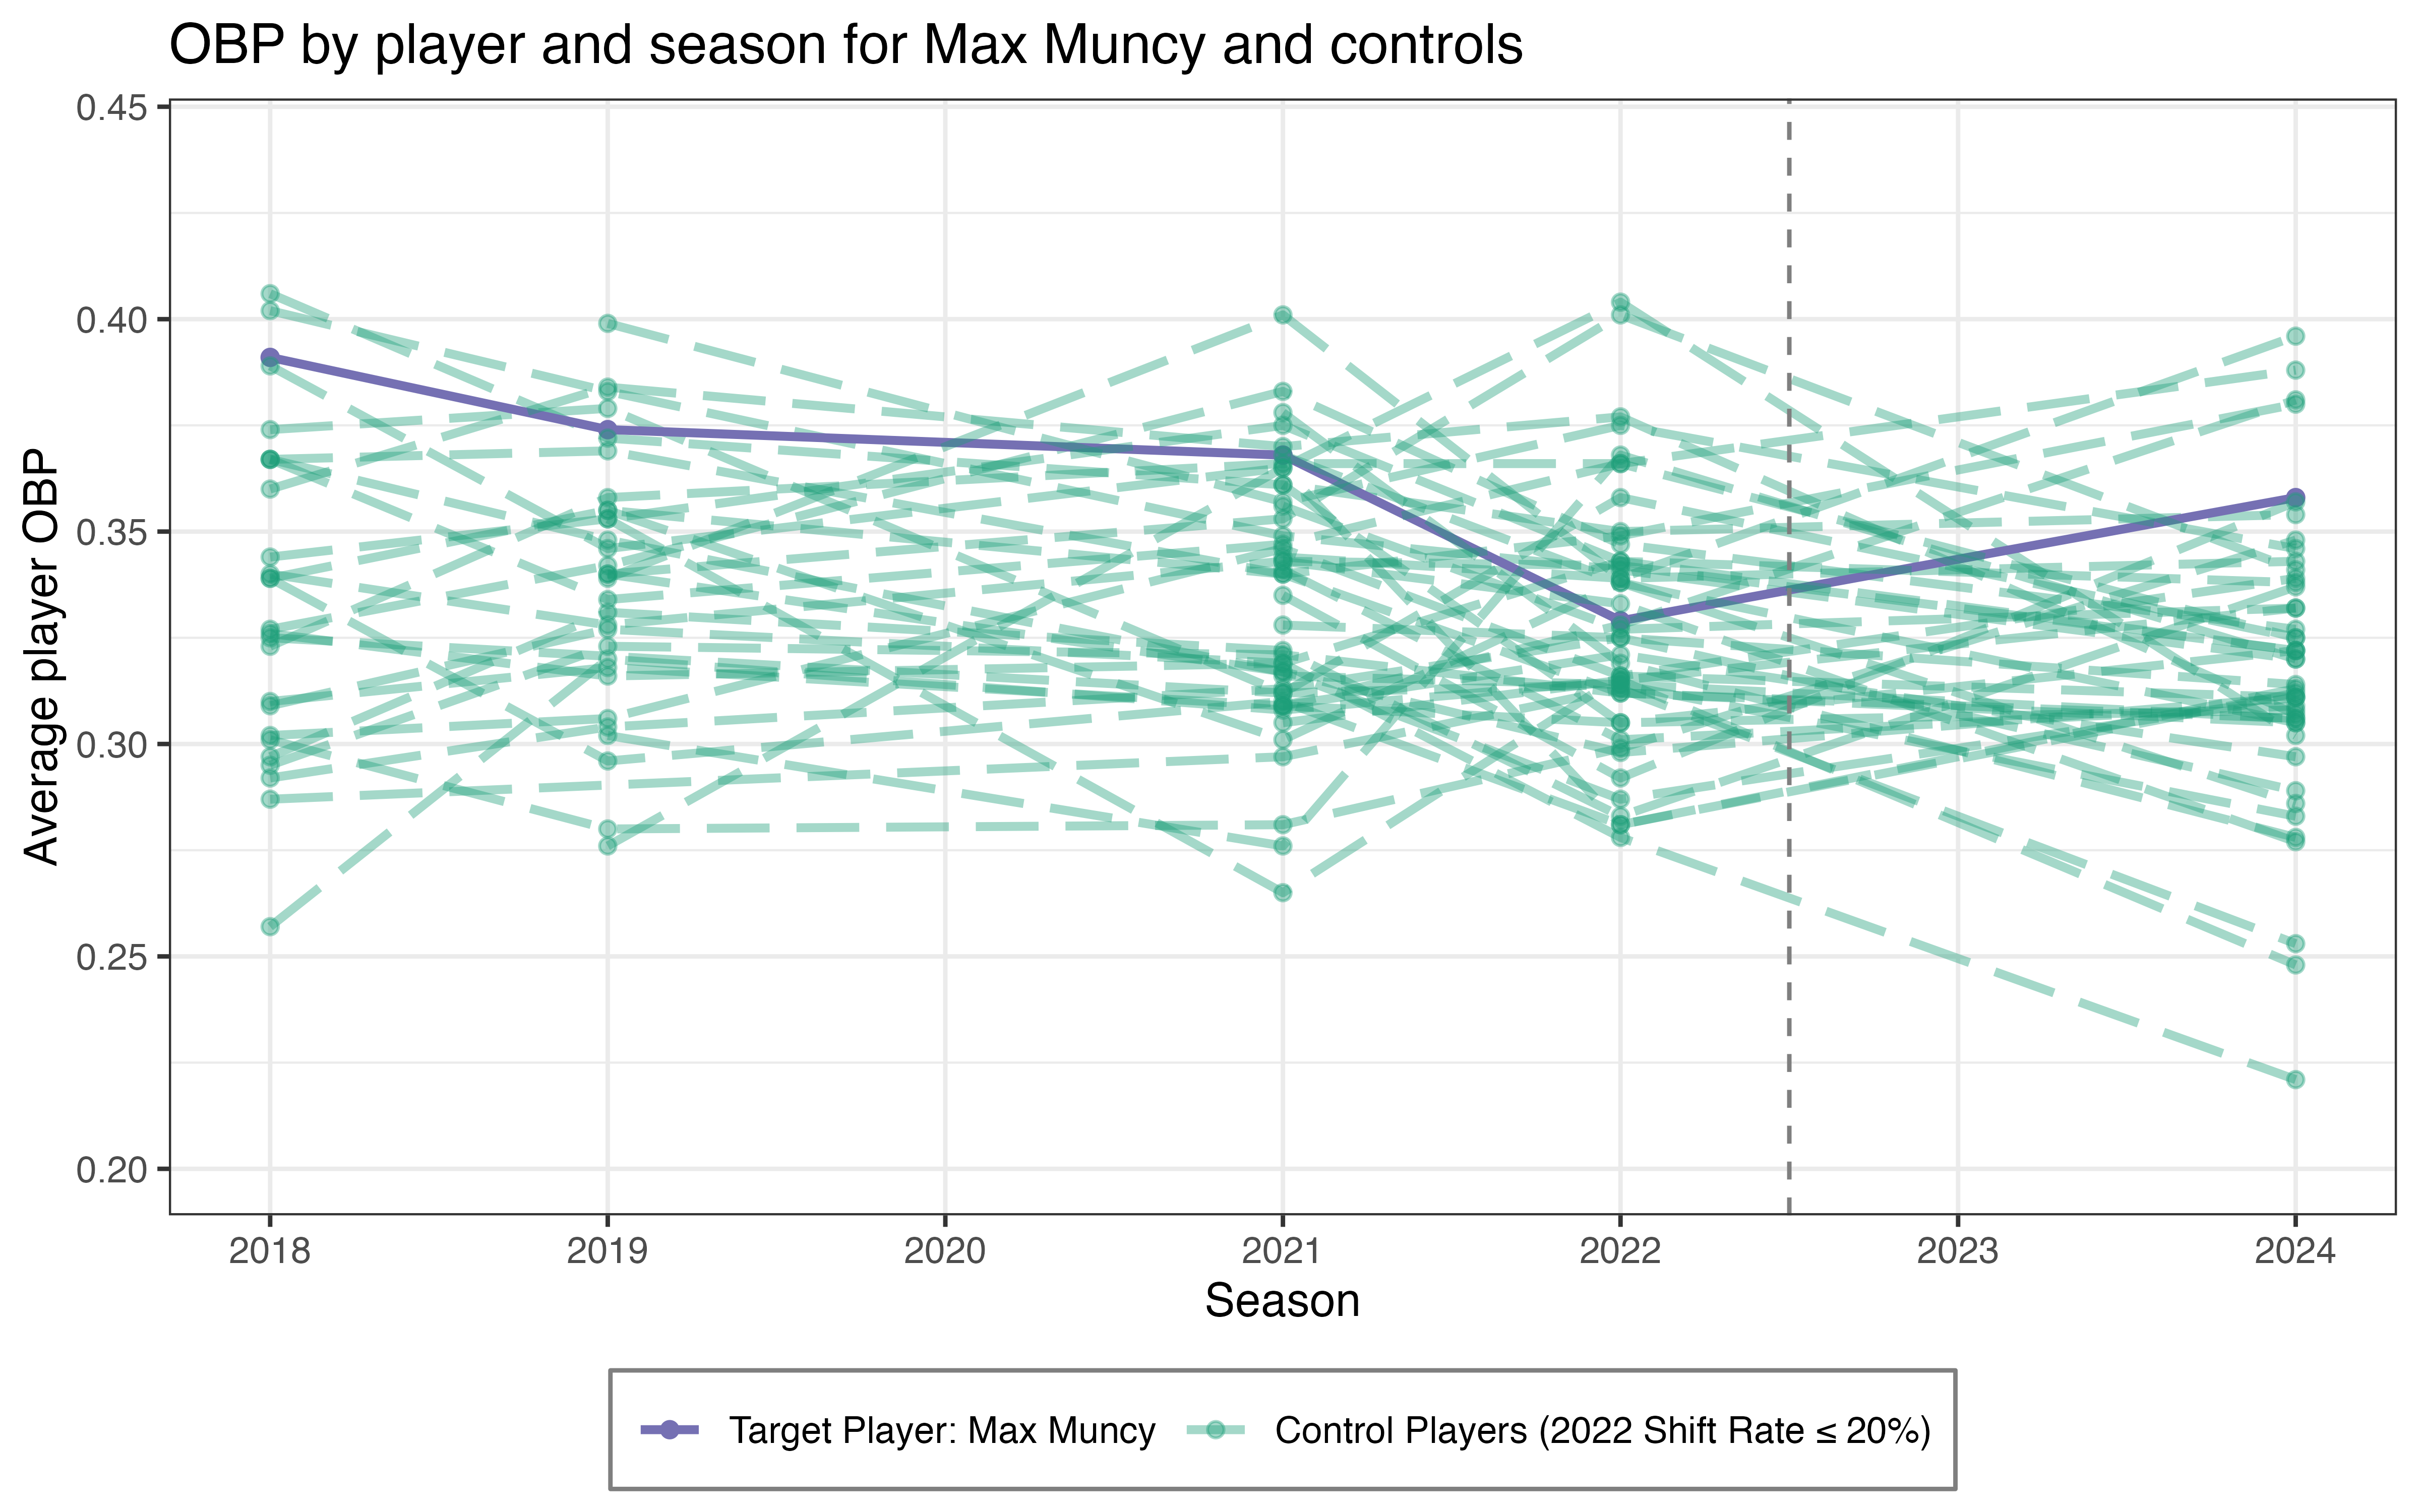 OBP by player and season for Max Muncy and controls
Average player OBP
0.45
0.40
0.35
0.30
0.25
0.20
2018 2019 2020 2021 2022 2023 2024
Season
Target Player: Max Muncy Control Players (2022 Shift Rate ≤ 20%)